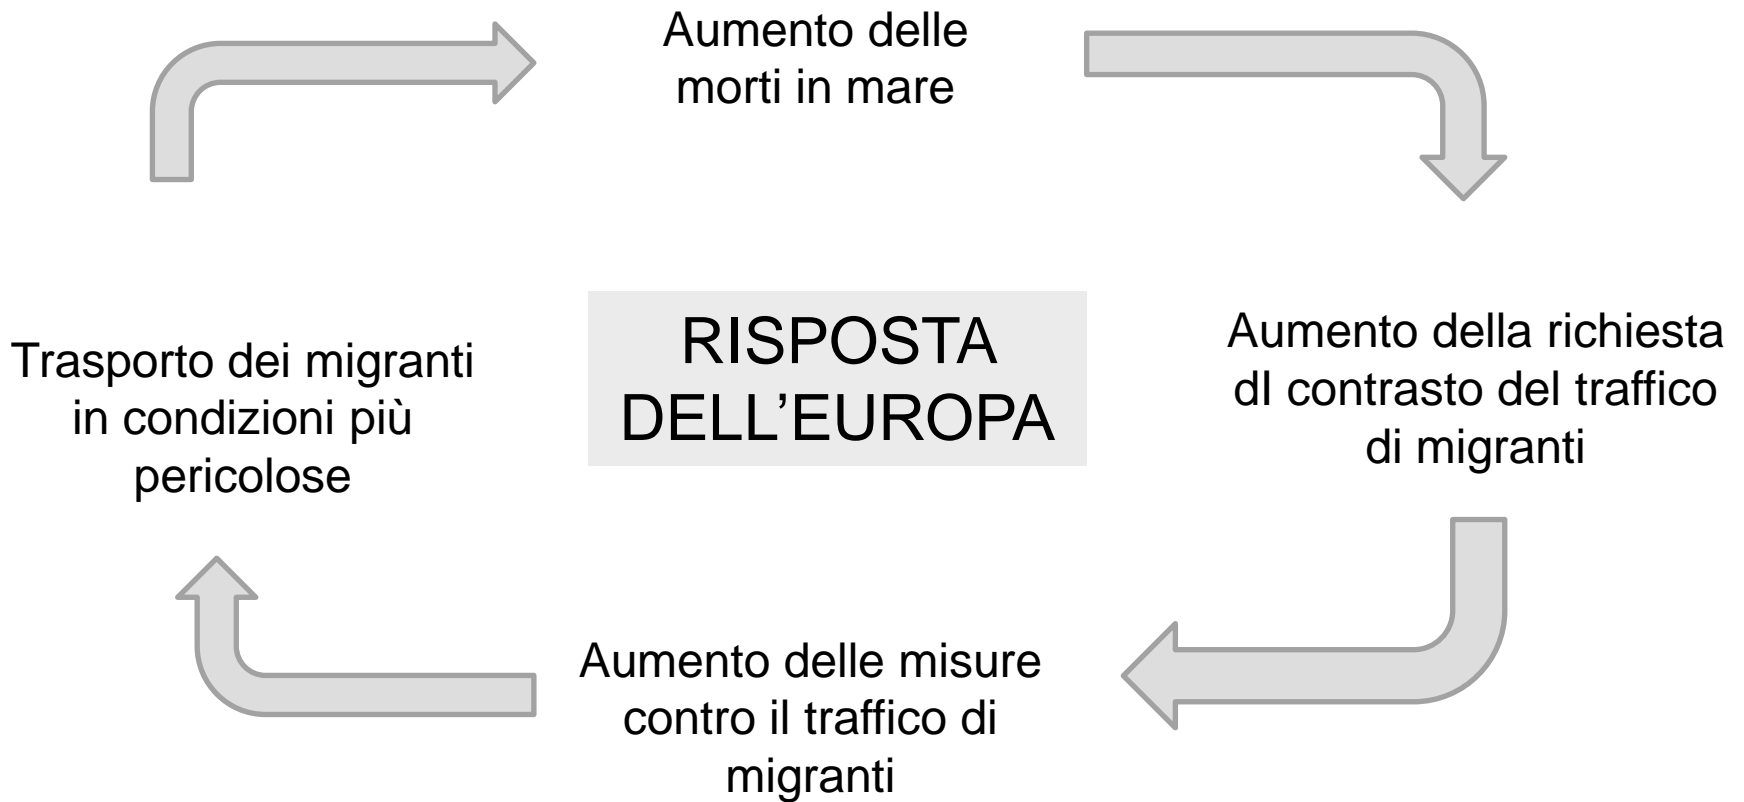 Aumento delle
morti in mare
Aumento della richiesta
dI contrasto del traffico
di migranti
Aumento delle misure
contro il traffico di
migranti
Trasporto dei migranti
in condizioni più
pericolose
RISPOSTA
DELL’EUROPA